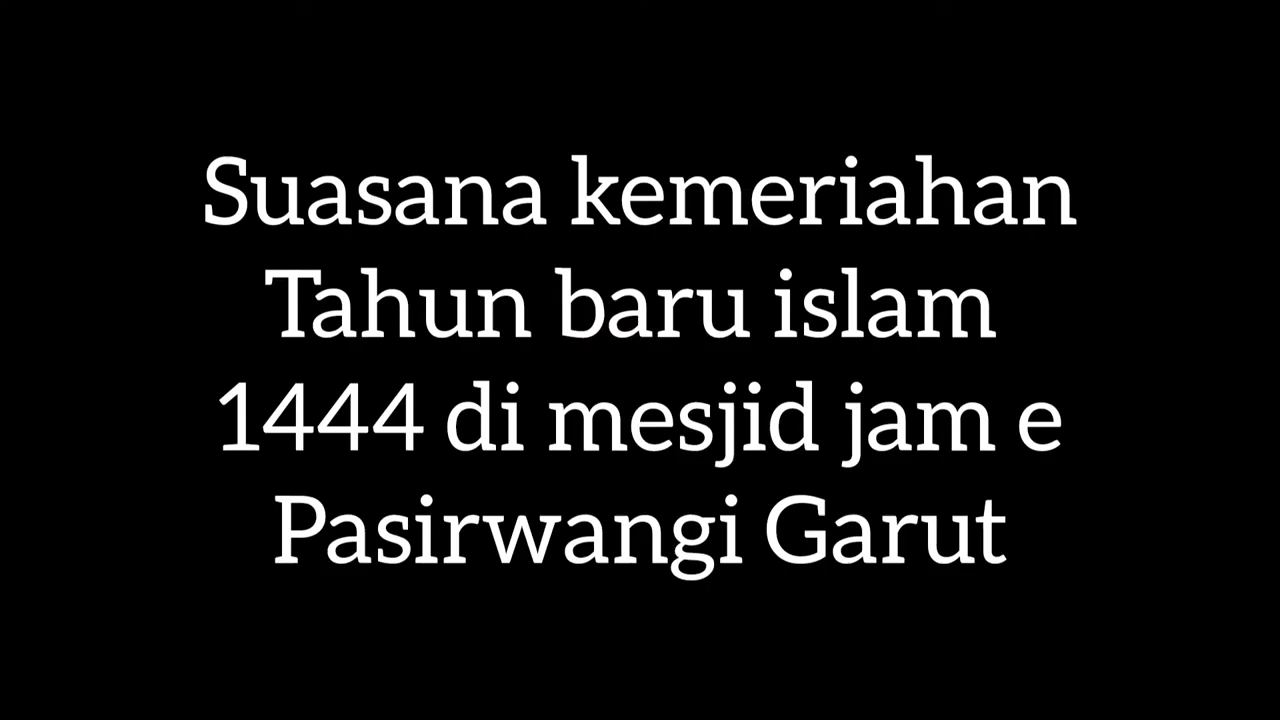 Suasana kemeriahan
Tahun baru islam
1444 di mesjid jam e
Pasirwangi Garut